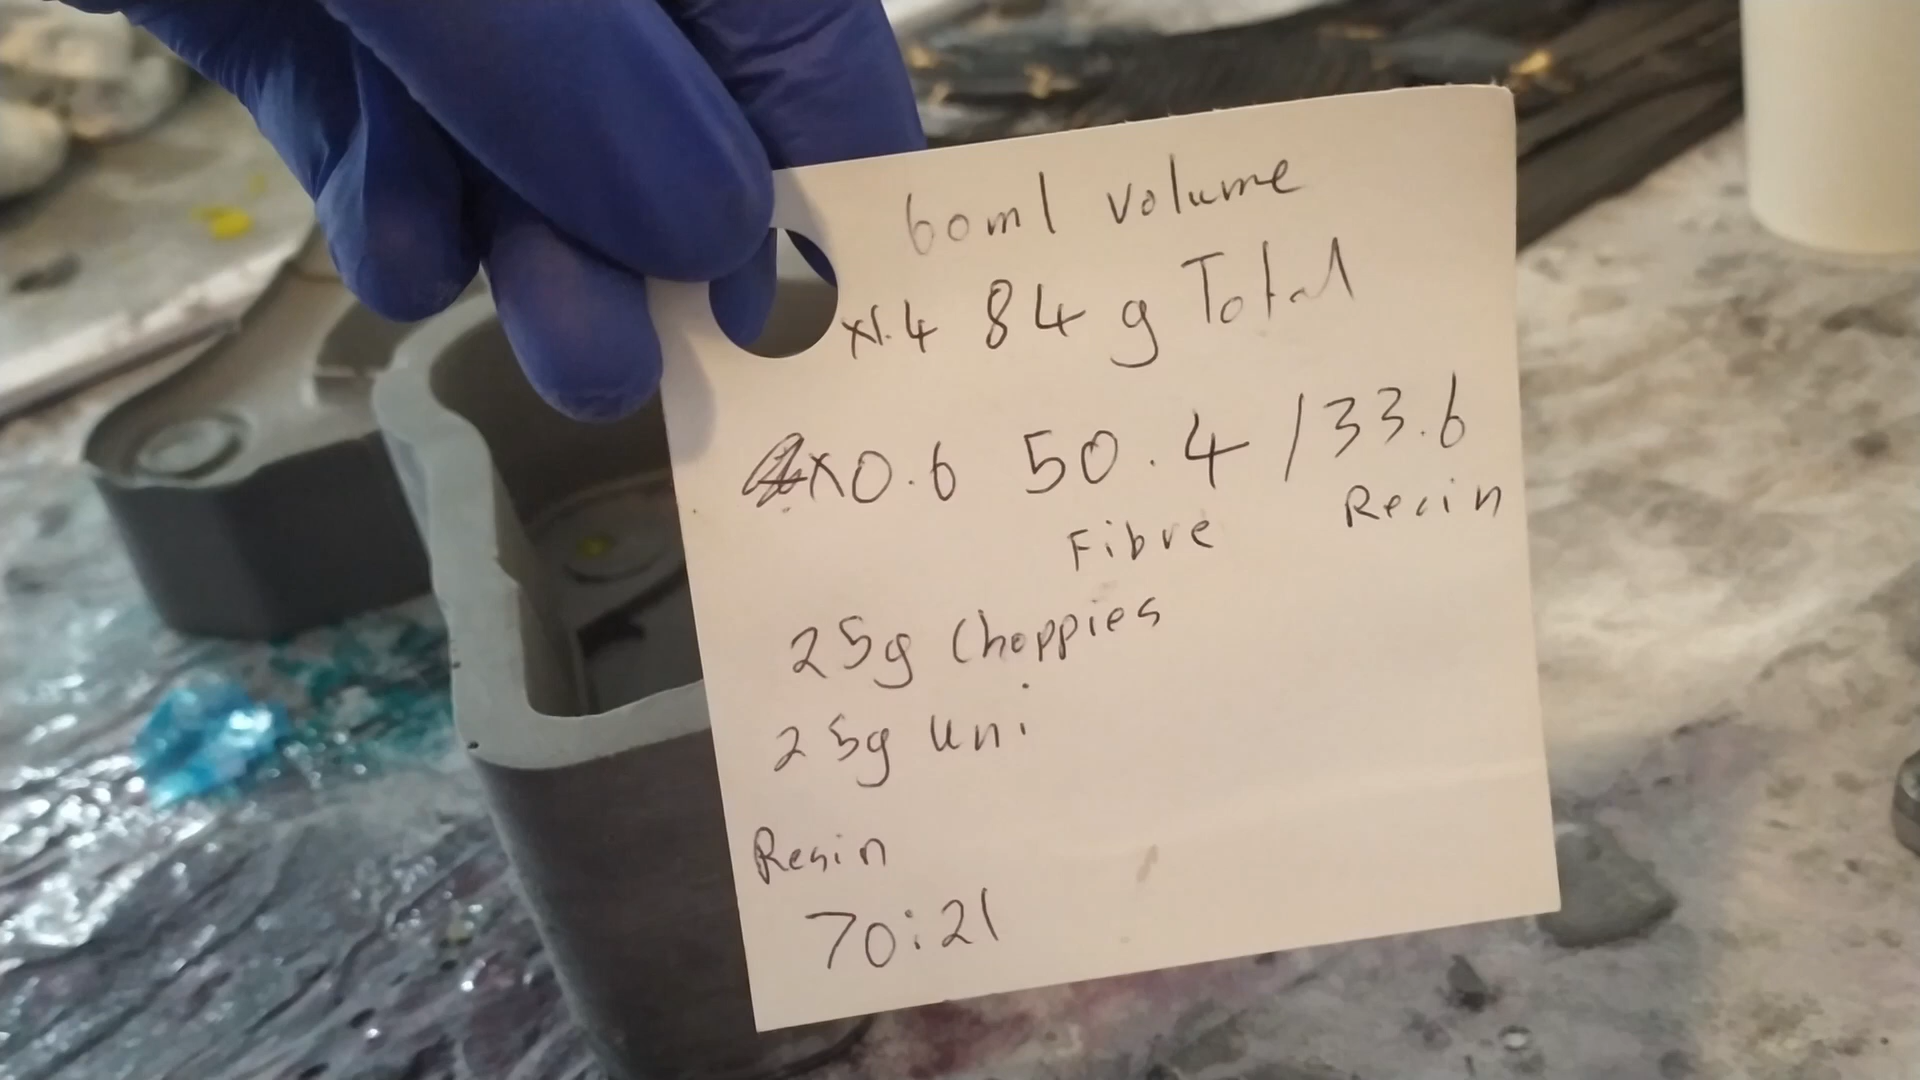 60ml volume
x1.4 84 g Total
x0.6 50.4 / 33.6
Fibre Resin
25g Choppies
25g Uni
Resin
70:21